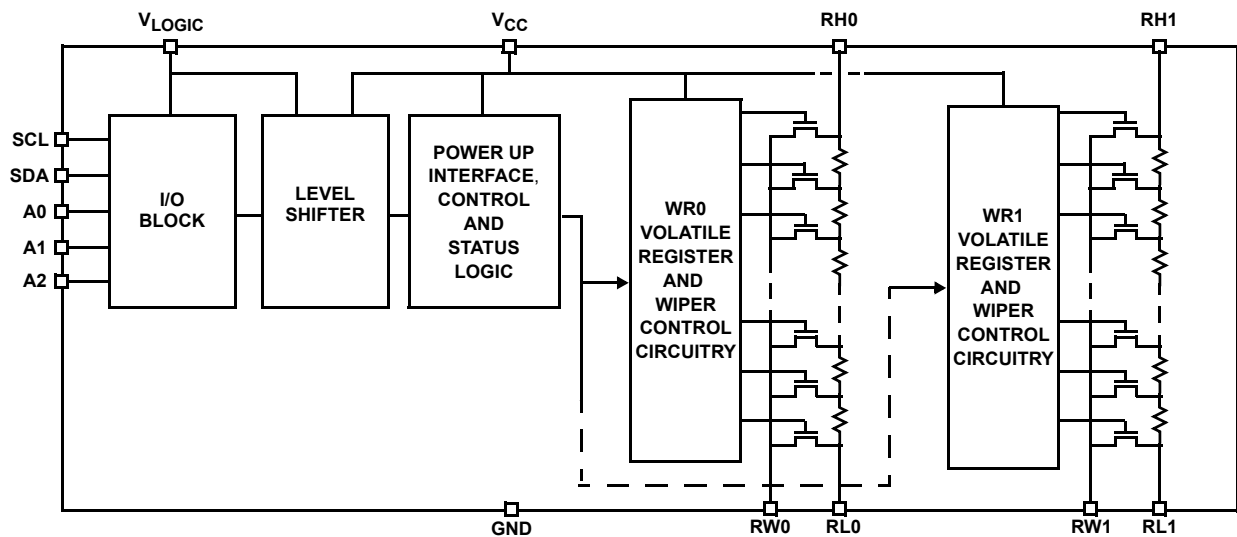 VLOGIC
VCC
RH0
RH1
SCL
SDA
A0
A1
A2
I/O
BLOCK
LEVEL
SHIFTER
POWER UP
INTERFACE,
CONTROL
AND
STATUS
LOGIC
WR0
VOLATILE
REGISTER
AND
WIPER
CONTROL
CIRCUITRY
WR1
VOLATILE
REGISTER
AND
WIPER
CONTROL
CIRCUITRY
GND
RW0
RL0
RW1
RL1